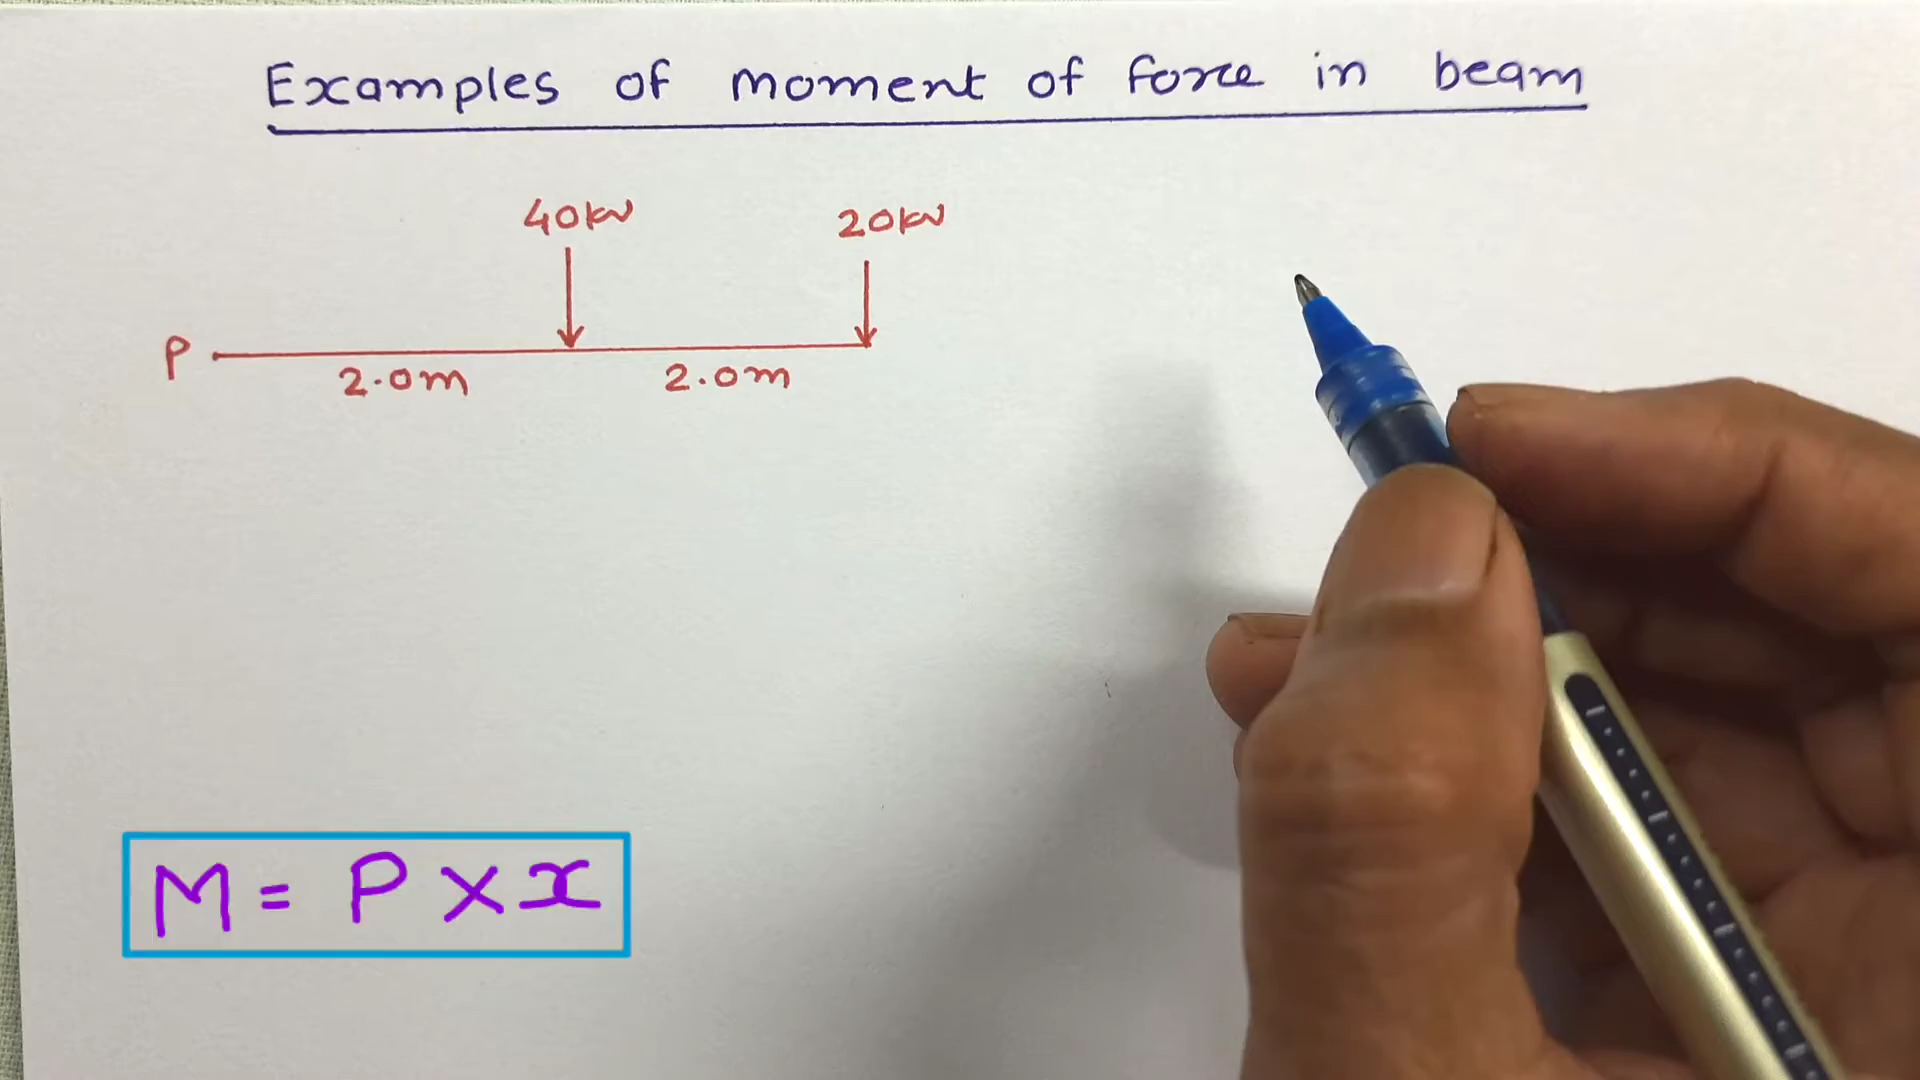 Examples of moment of force in beam
40kN 20kN
P
2.0m 2.0m
M = P × x